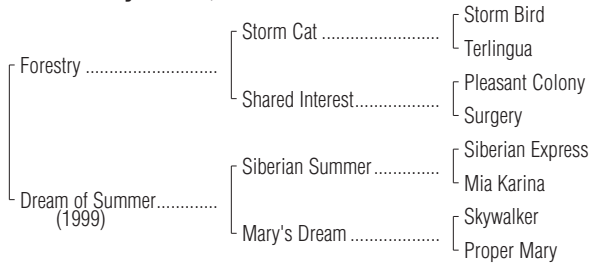 Storm Bird
Storm Cat ........................
Terlingua
Forestry ...........................
Pleasant Colony
Shared Interest.................
Surgery
Siberian Express
Siberian Summer.............
Mia Karina
Dream of Summer............
(1999)
Skywalker
Mary's Dream ..................
Proper Mary